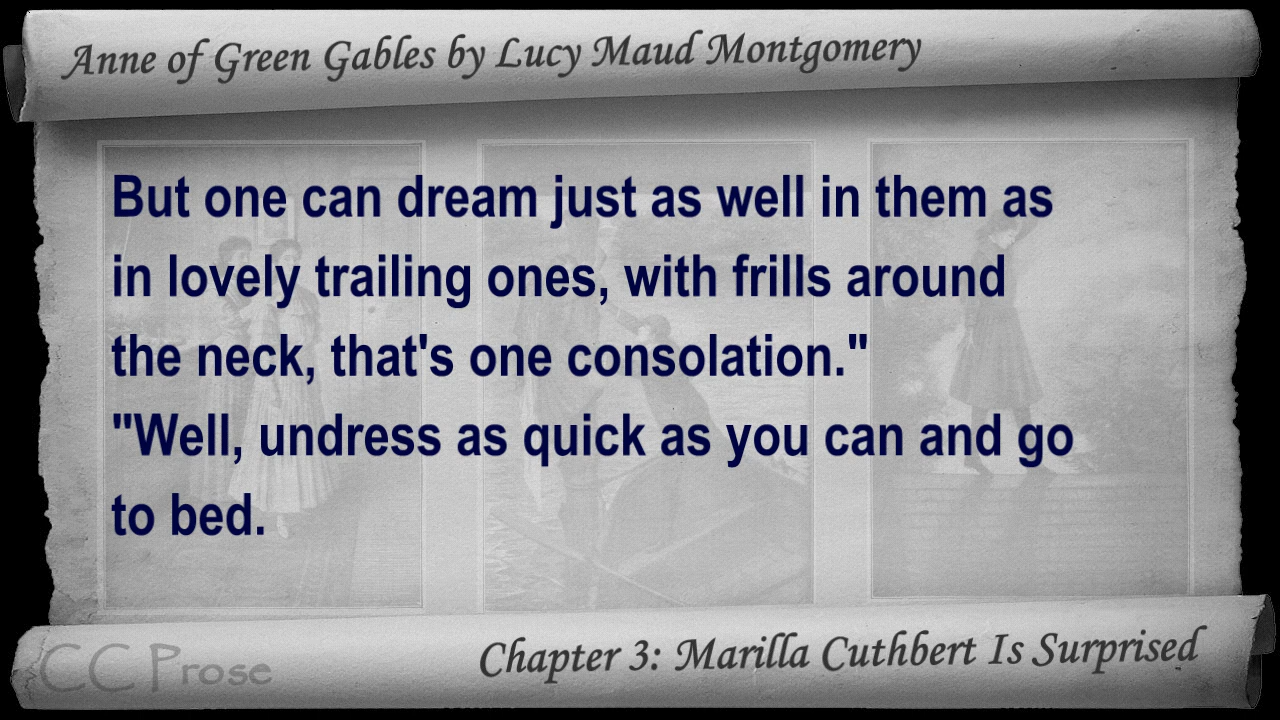 Anne of Green Gables by Lucy Maud Montgomery
But one can dream just as well in them as
in lovely trailing ones, with frills around
the neck, that's one consolation."
"Well, undress as quick as you can and go
to bed.
CC Prose
Chapter 3: Marilla Cuthbert Is Surprised